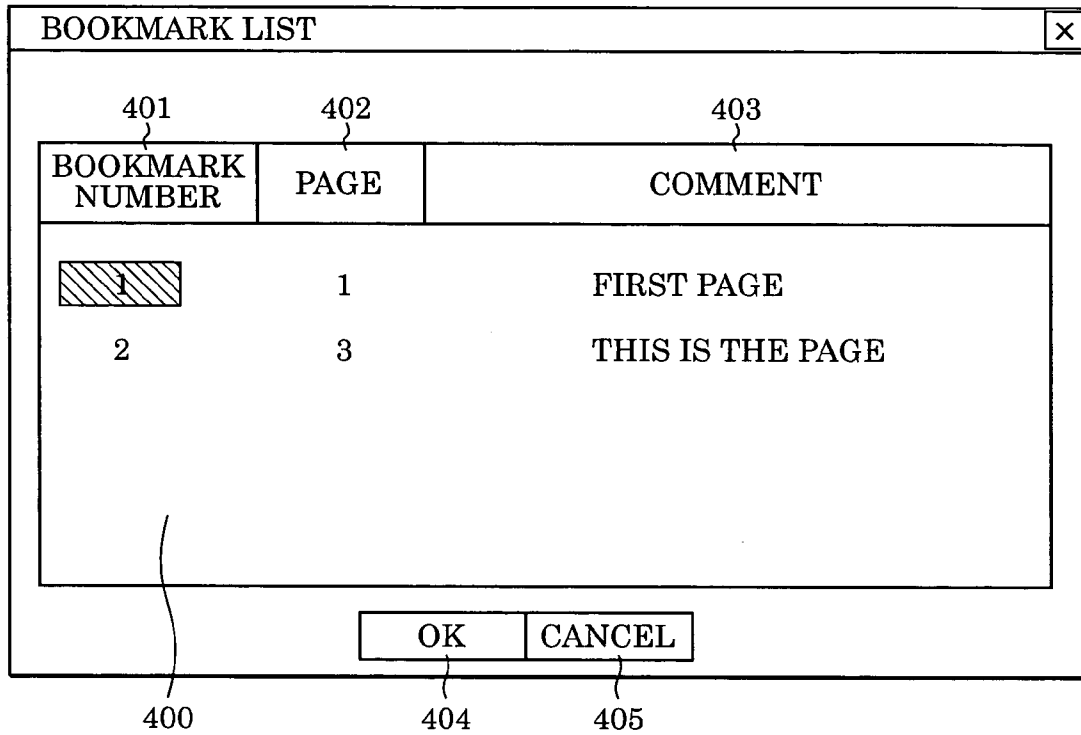 BOOKMARK LIST ×
401 402 403
BOOKMARK NUMBER PAGE COMMENT
1 1 FIRST PAGE
2 3 THIS IS THE PAGE
OK CANCEL
400 404 405